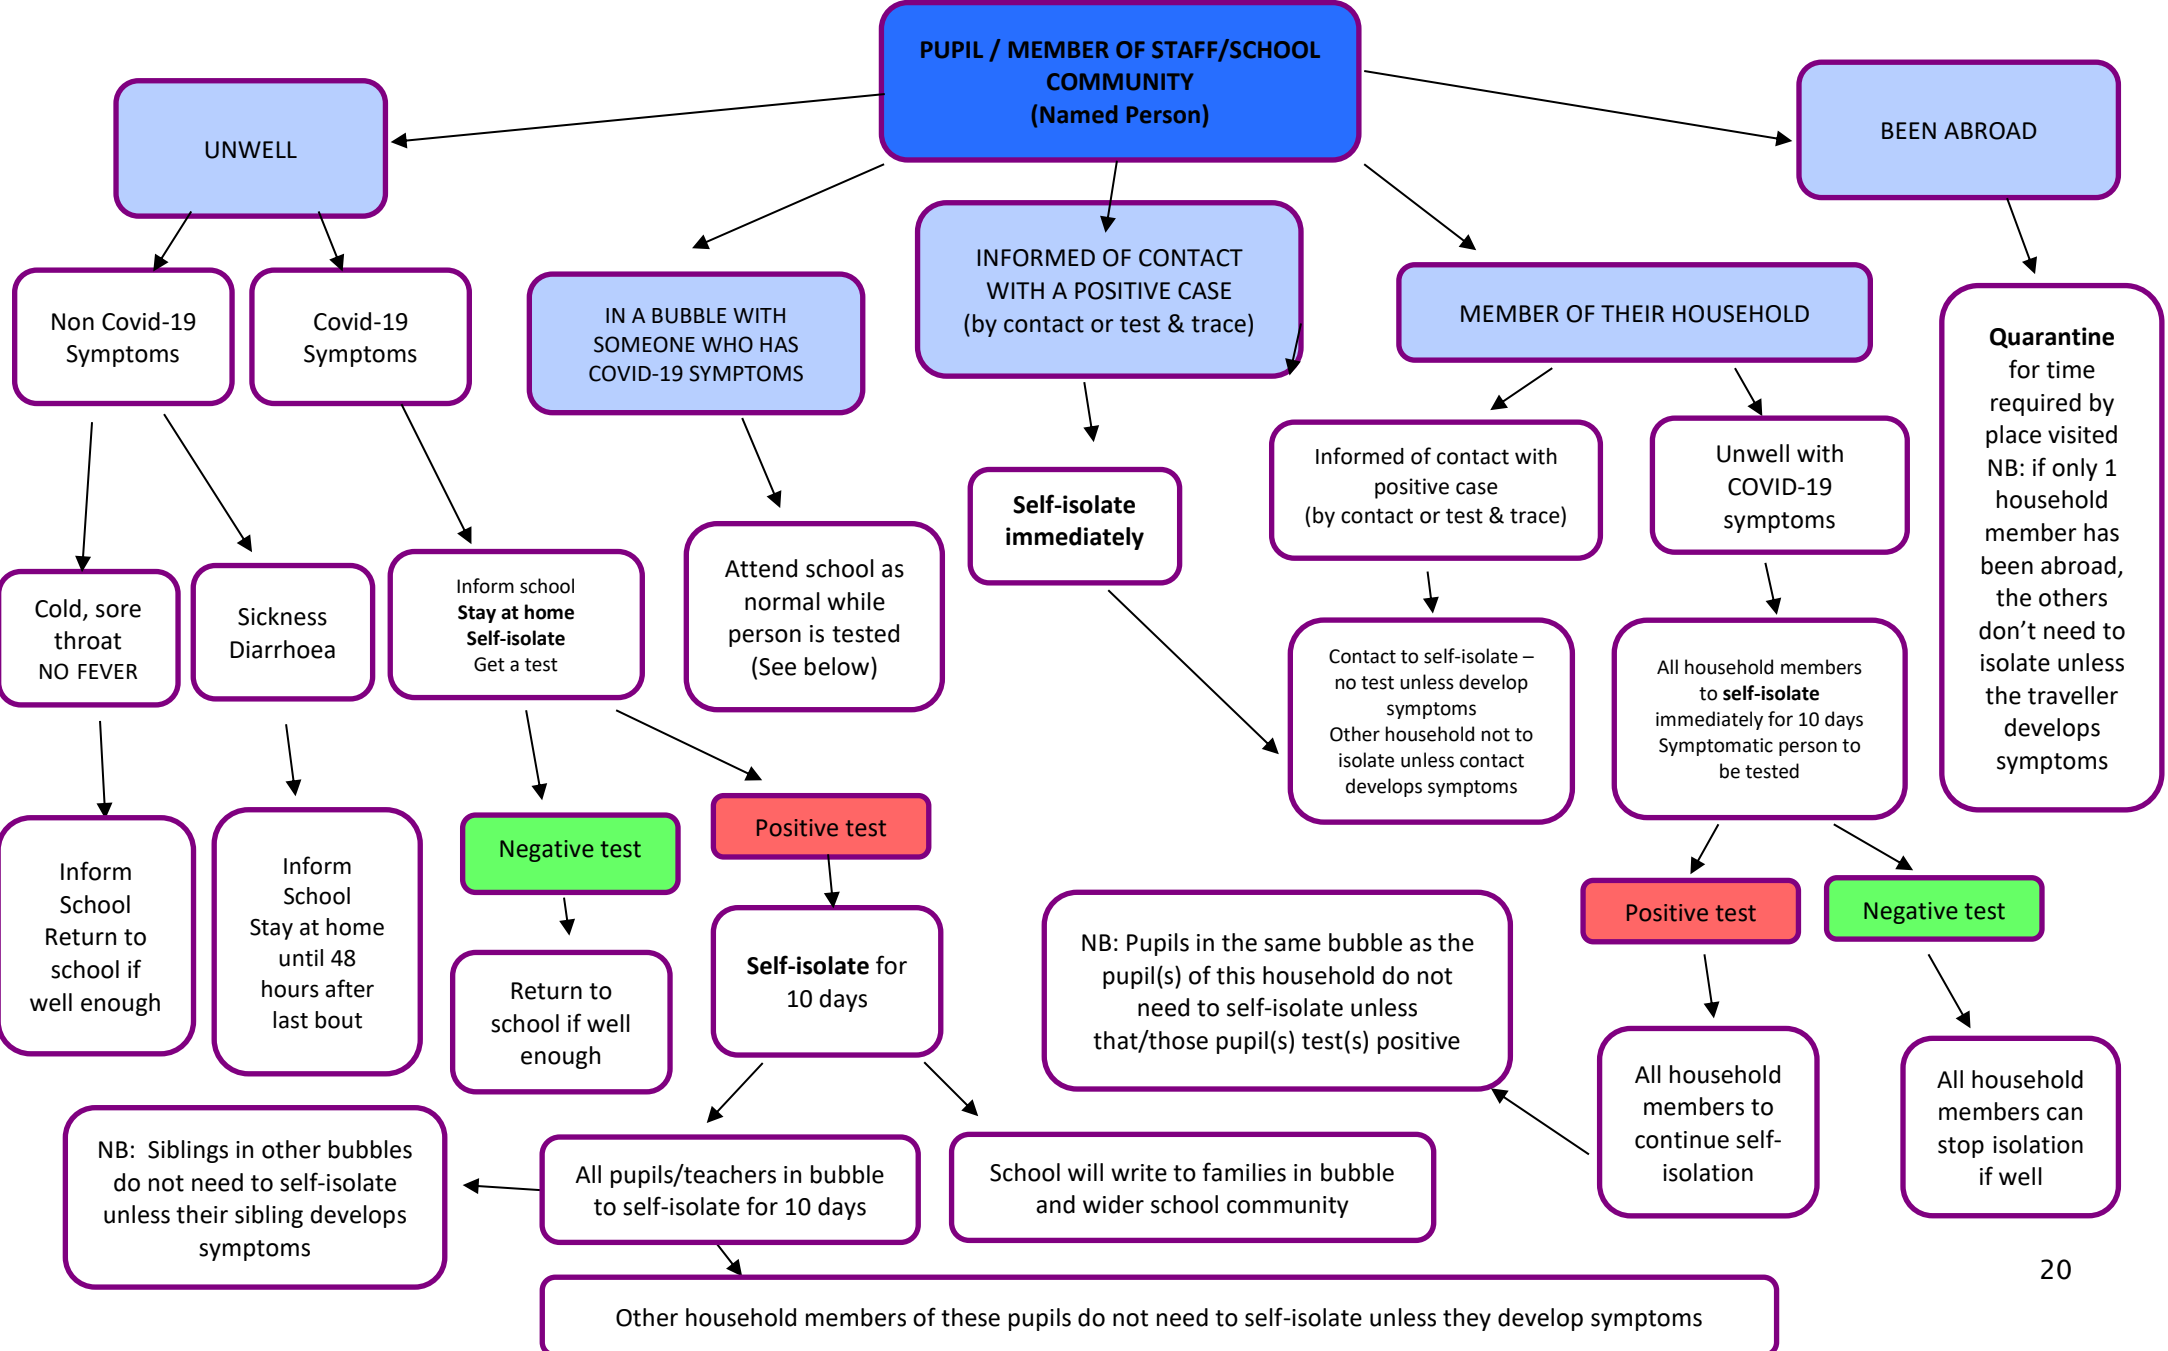 PUPIL / MEMBER OF STAFF/SCHOOL
COMMUNITY
(Named Person)
UNWELL
BEEN ABROAD
IN A BUBBLE WITH
SOMEONE WHO HAS
COVID-19 SYMPTOMS
INFORMED OF CONTACT
WITH A POSITIVE CASE
(by contact or test & trace)
MEMBER OF THEIR HOUSEHOLD
Non Covid-19
Symptoms
Covid-19
Symptoms
Quarantine
for time
required by
place visited
NB: if only 1
household
member has
been abroad,
the others
don’t need to
isolate unless
the traveller
develops
symptoms
Self-isolate
immediately
Informed of contact with
positive case
(by contact or test & trace)
Unwell with
COVID-19
symptoms
Cold, sore
throat
NO FEVER
Sickness
Diarrhoea
Inform school
Stay at home
Self-isolate
Get a test
Attend school as
normal while
person is tested
(See below)
Contact to self-isolate –
no test unless develop
symptoms
Other household not to
isolate unless contact
develops symptoms
All household members
to self-isolate
immediately for 10 days
Symptomatic person to
be tested
Inform
School
Return to
school if
well enough
Inform
School
Stay at home
until 48
hours after
last bout
Negative test
Positive test
Positive test
Negative test
Return to
school if well
enough
Self-isolate for
10 days
NB: Pupils in the same bubble as the
pupil(s) of this household do not
need to self-isolate unless
that/those pupil(s) test(s) positive
All household
members to
continue self-
isolation
All household
members can
stop isolation
if well
NB:  Siblings in other bubbles
do not need to self-isolate
unless their sibling develops
symptoms
All pupils/teachers in bubble
to self-isolate for 10 days
School will write to families in bubble
and wider school community
20
Other household members of these pupils do not need to self-isolate unless they develop symptoms